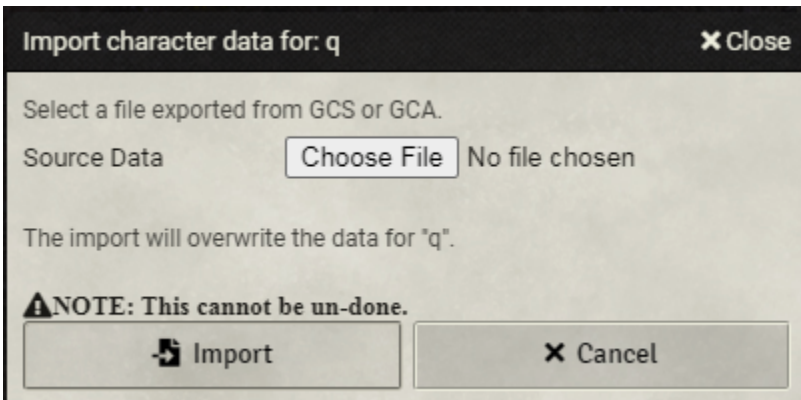 Import character data for: q
Close
Select a file exported from GCS or GCA.
Source Data Choose File No file chosen
The import will overwrite the data for "q".
NOTE: This cannot be un-done.
Import Cancel